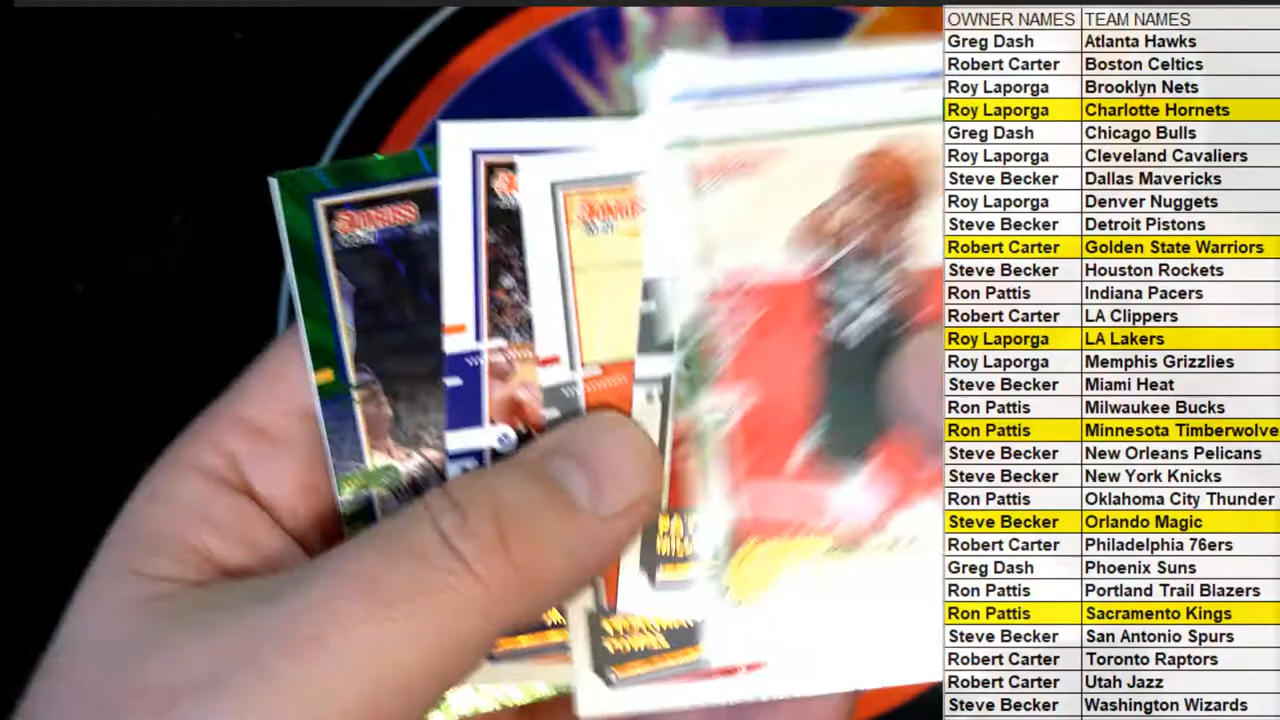 OWNER NAMES TEAM NAMES
Greg Dash Atlanta Hawks
Robert Carter Boston Celtics
Roy Laporga Brooklyn Nets
Roy Laporga Charlotte Hornets
Greg Dash Chicago Bulls
Roy Laporga Cleveland Cavaliers
Steve Becker Dallas Mavericks
Roy Laporga Denver Nuggets
Steve Becker Detroit Pistons
Robert Carter Golden State Warriors
Steve Becker Houston Rockets
Ron Pattis Indiana Pacers
Robert Carter LA Clippers
Roy Laporga LA Lakers
Roy Laporga Memphis Grizzlies
Steve Becker Miami Heat
Ron Pattis Milwaukee Bucks
Ron Pattis Minnesota Timberwolve
Steve Becker New Orleans Pelicans
Steve Becker New York Knicks
Ron Pattis Oklahoma City Thunder
Steve Becker Orlando Magic
Robert Carter Philadelphia 76ers
Greg Dash Phoenix Suns
Ron Pattis Portland Trail Blazers
Ron Pattis Sacramento Kings
Steve Becker San Antonio Spurs
Robert Carter Toronto Raptors
Robert Carter Utah Jazz
Steve Becker Washington Wizards
DONRUSS